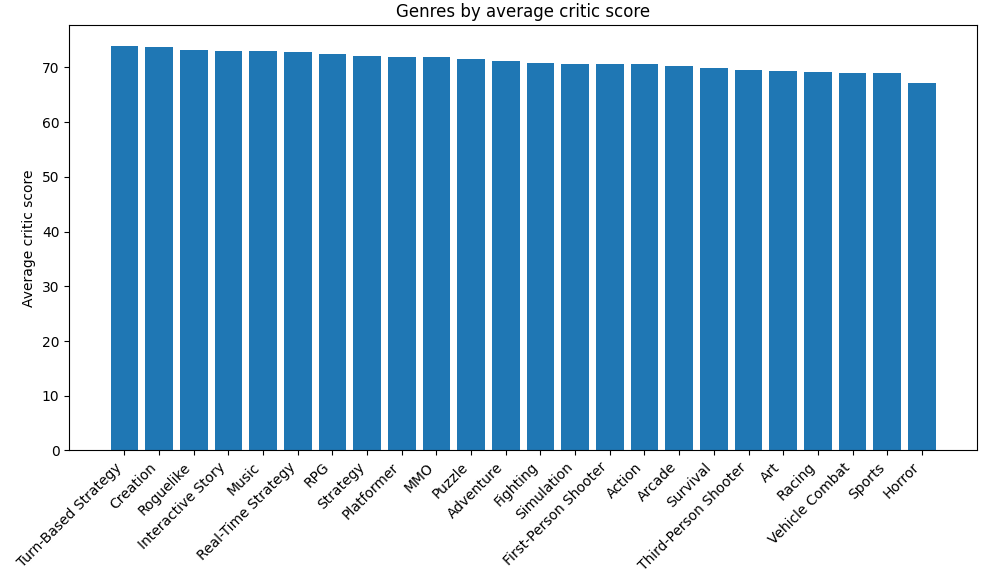 Genres by average critic score
Average critic score
70
60
50
40
30
20
10
0
Turn-Based Strategy
Creation
Roguelike
Interactive Story
Music
Real-Time Strategy
RPG
Strategy
Platformer
MMO
Puzzle
Adventure
Fighting
Simulation
First-Person Shooter
Action
Arcade
Survival
Third-Person Shooter
Art
Racing
Vehicle Combat
Sports
Horror